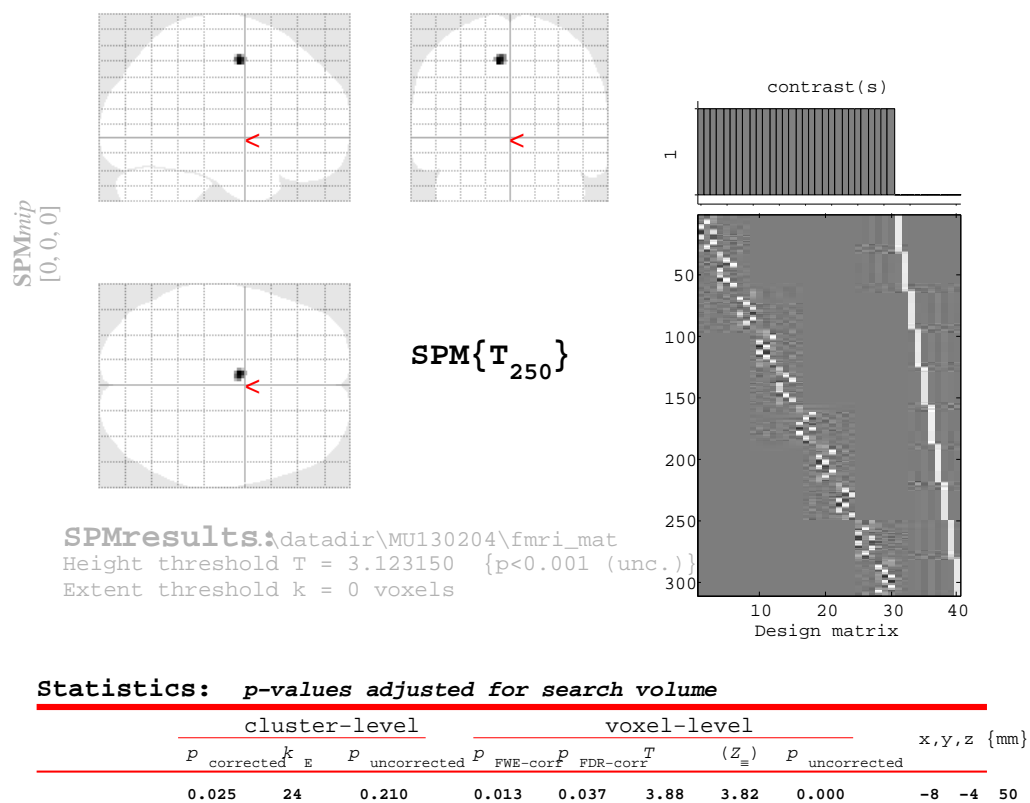 contrast(s)
1
<
<
SPMmip
[0, 0, 0]
<
SPM{T250}
50
100
150
200
250
300
10 20 30 40
Design matrix
SPMresults: .\datadir\MU130204\fmri_mat
Height threshold T = 3.123150 {p<0.001 (unc.)}
Extent threshold k = 0 voxels
Statistics: p-values adjusted for search volume
cluster-level voxel-level x,y,z {mm}
p corrected k E p uncorrected p FWE-corr p FDR-corr T (Z≡) p uncorrected
0.025 24 0.210 0.013 0.037 3.88 3.82 0.000 -8 -4 50